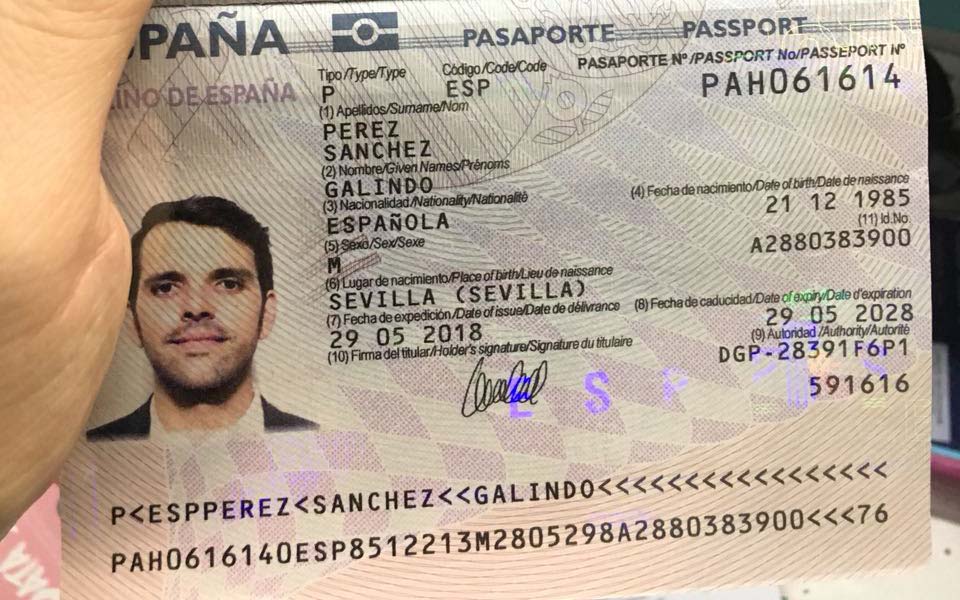 PAÑA PASAPORTE PASSPORT
INO DE ESPAÑA
Tipo/Type/Type Código/Code/Code PASAPORTE Nº/PASSPORT No/PASSEPORT Nº
P ESP PAH061614
(1) Apellidos/Surname/Nom
PEREZ
SANCHEZ
(2) Nombre/Given Names/Prénoms
GALINDO
(3) Nacionalidad/Nationality/Nationalité
ESPAÑOLA
(4) Fecha de nacimiento/Date of birth/Date de naissance
21 12 1985
(5) Sexo/Sex/Sexe
M
(11) Id.No.
A2880383900
(6) Lugar de nacimiento/Place of birth/Lieu de naissance
SEVILLA (SEVILLA)
(7) Fecha de expedición/Date of issue/Date de délivrance
29 05 2018
(8) Fecha de caducidad/Date of expiry/Date d'expiration
29 05 2028
(10) Firma del titular/Holder's signature/Signature du titulaire
(9) Autoridad/Authority/Autorité
DGP-28391F6P1
E S P
591616
P<ESPPEREZ<SANCHEZ<<GALINDO<<<<<<<<<<<<<<<<<
PAH0616140ESP8512213M2805298A2880383900<<<76
DATA